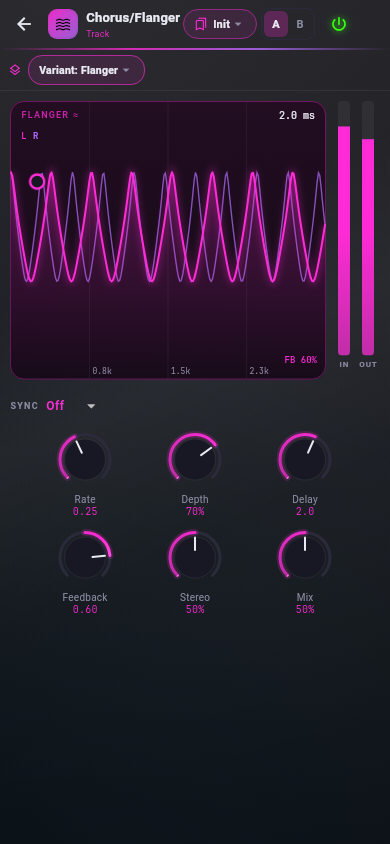 Chorus/Flanger
Track
Init
A B
Variant: Flanger
FLANGER ≈
2.0 ms
L R
FB 60%
0.8k 1.5k 2.3k
IN OUT
SYNC Off
Rate Depth Delay
0.25 70% 2.0
Feedback Stereo Mix
0.60 50% 50%